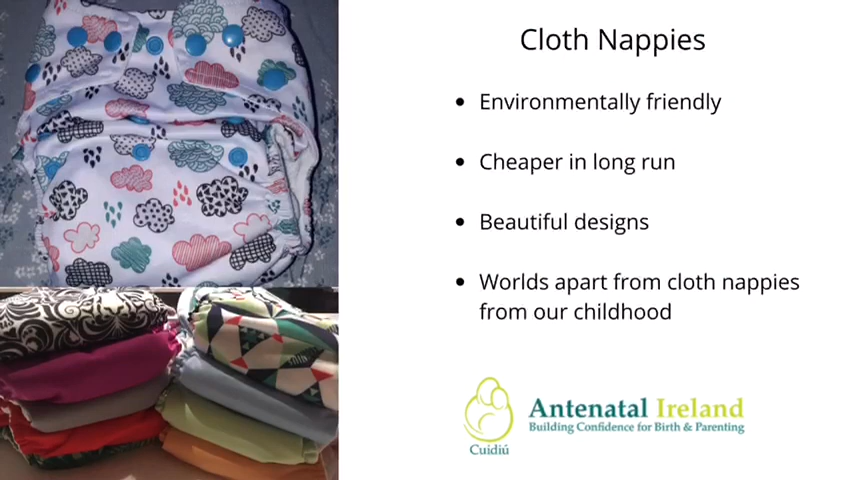 Cloth Nappies
• Environmentally friendly
• Cheaper in long run
• Beautiful designs
• Worlds apart from cloth nappies
from our childhood
Antenatal Ireland
Building Confidence for Birth & Parenting
Cuidiú